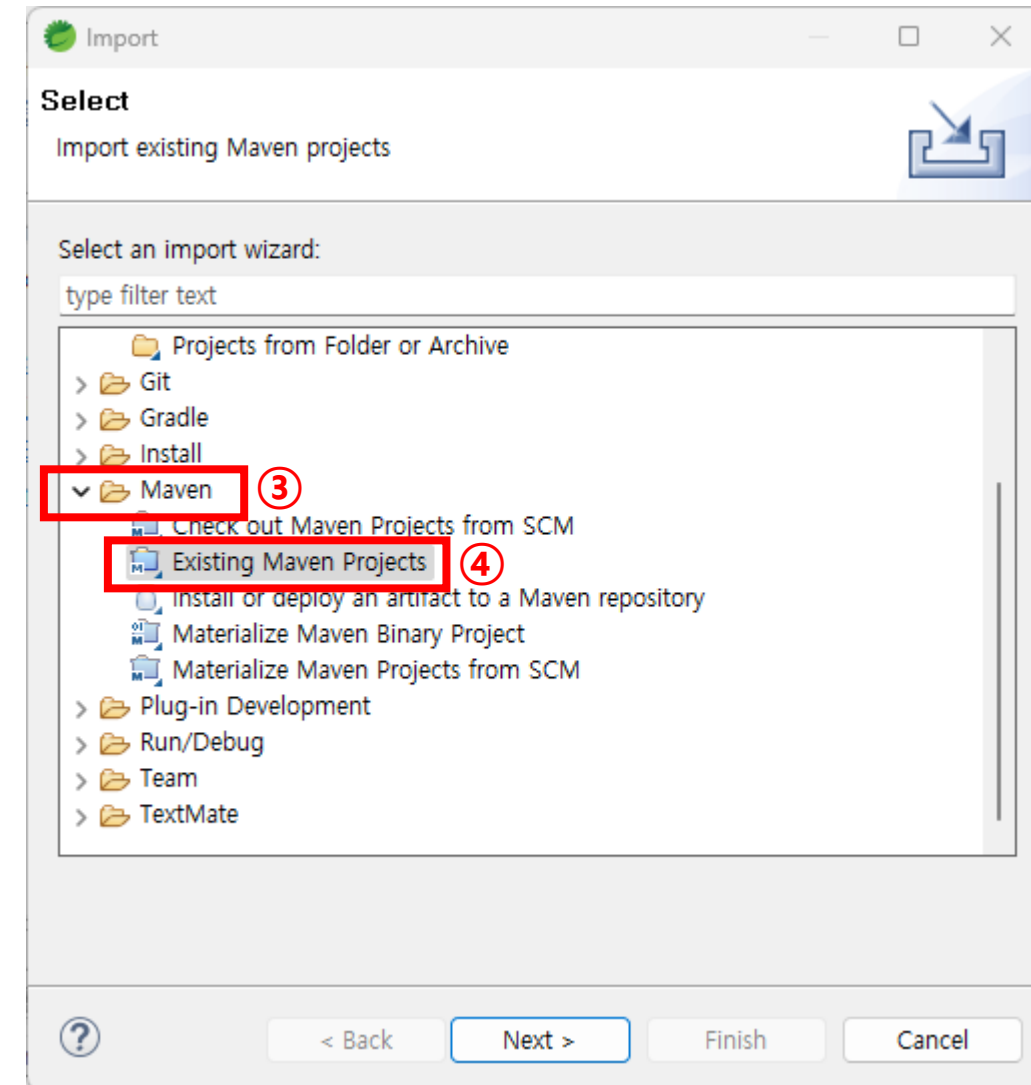 Import
Select
Import existing Maven projects
Select an import wizard:
type filter text
Projects from Folder or Archive
Git
Gradle
Install
Maven
③
Check out Maven Projects from SCM
Existing Maven Projects
④
Install or deploy an artifact to a Maven repository
Materialize Maven Binary Project
Materialize Maven Projects from SCM
Plug-in Development
Run/Debug
Team
TextMate
? < Back Next > Finish Cancel